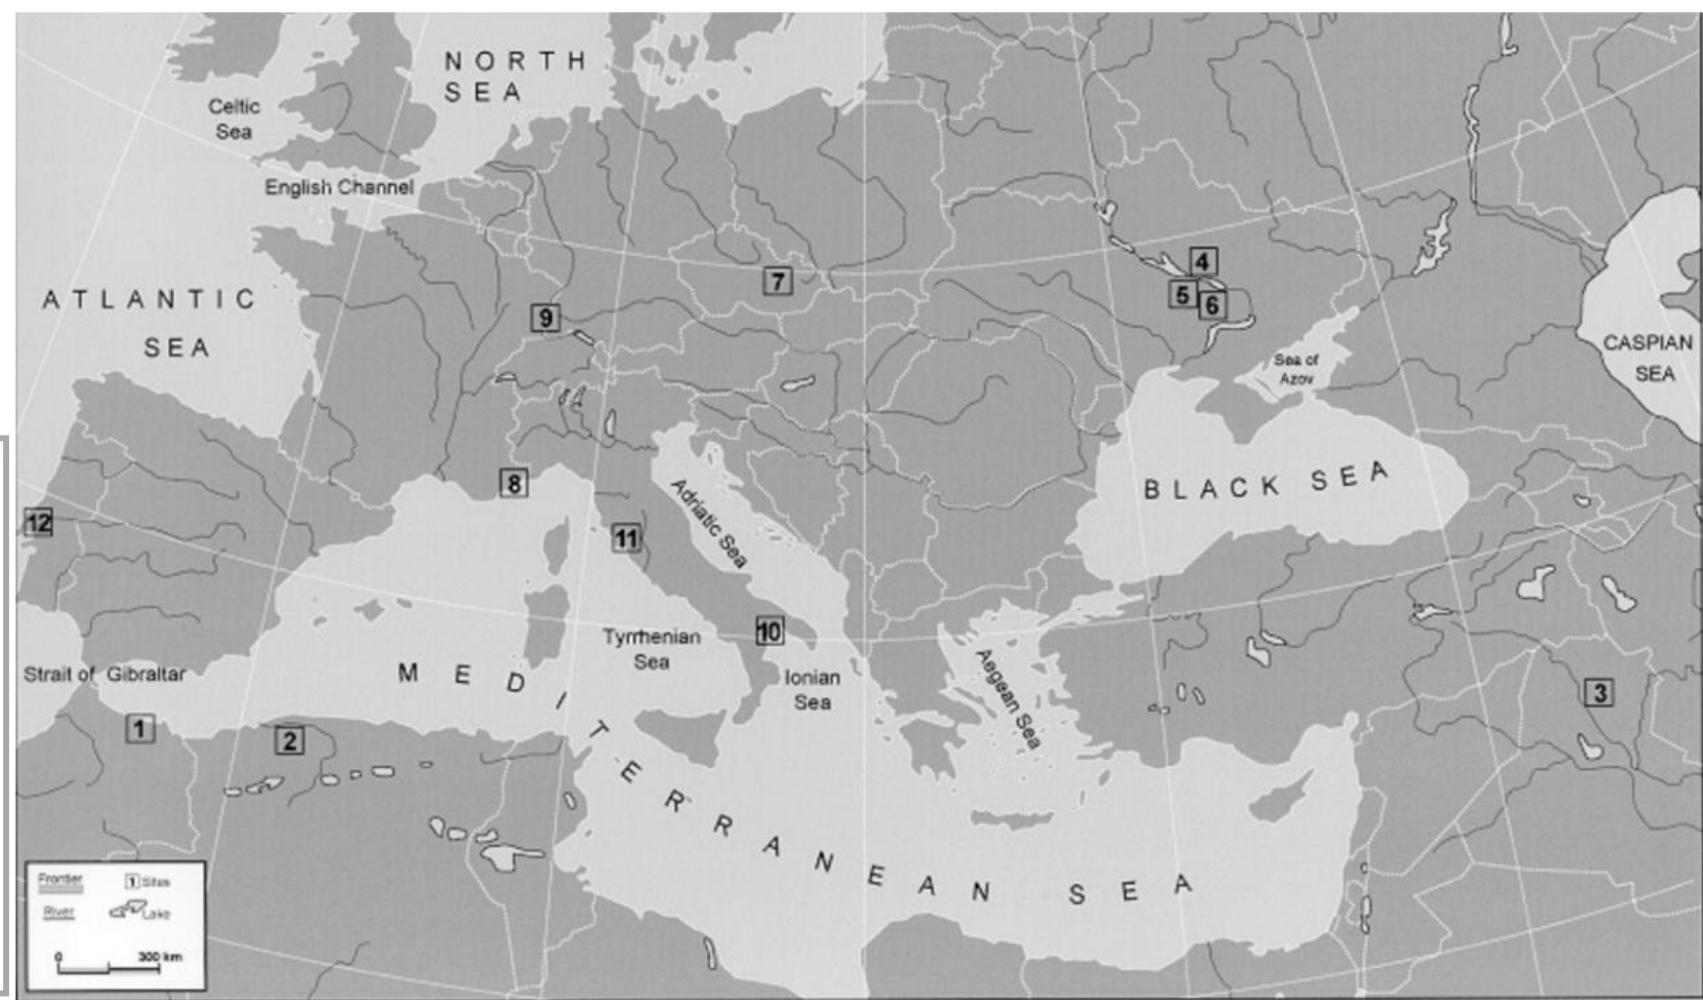 NORTH
SEA
Celtic
Sea
English Channel
ATLANTIC
SEA
4
5
6
7
9
CASPIAN
SEA
Sea of
Azov
BLACK SEA
8
12
11
Adriatic Sea
10
Tyrrhenian
Sea
Ionian
Sea
Aegean Sea
Strait of Gibraltar
MEDITERRANEAN SEA
3
1
2
Frontier
1 Sites
River
Lake
0 300 km